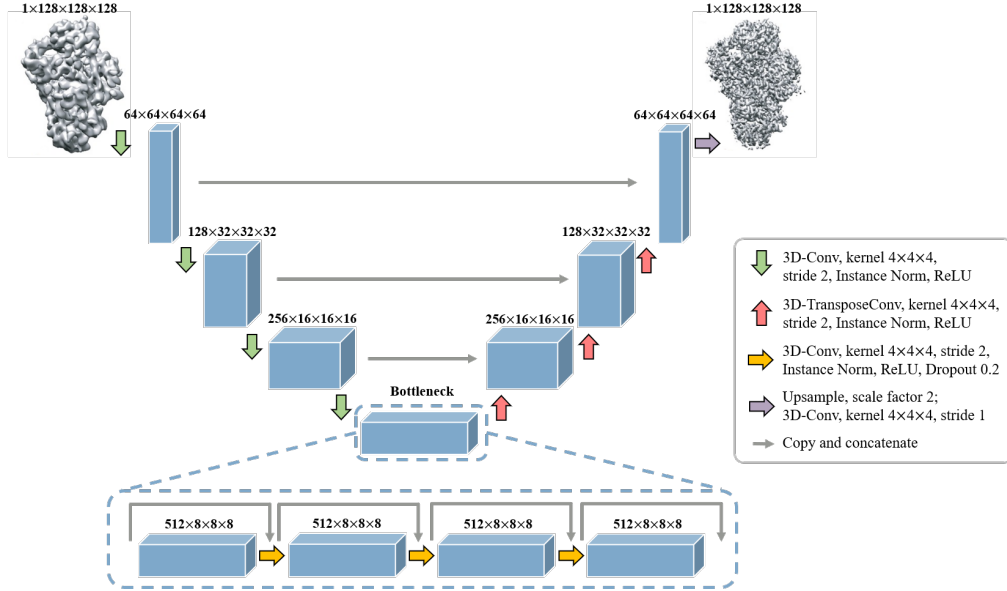 1×128×128×128
1×128×128×128
64×64×64×64
64×64×64×64
128×32×32×32
128×32×32×32
256×16×16×16
256×16×16×16
Bottleneck
512×8×8×8
512×8×8×8
512×8×8×8
512×8×8×8
3D-Conv, kernel 4×4×4,
stride 2, Instance Norm, ReLU
3D-TransposeConv, kernel 4×4×4,
stride 2, Instance Norm, ReLU
3D-Conv, kernel 4×4×4, stride 2,
Instance Norm, ReLU, Dropout 0.2
Upsample, scale factor 2;
3D-Conv, kernel 4×4×4, stride 1
Copy and concatenate